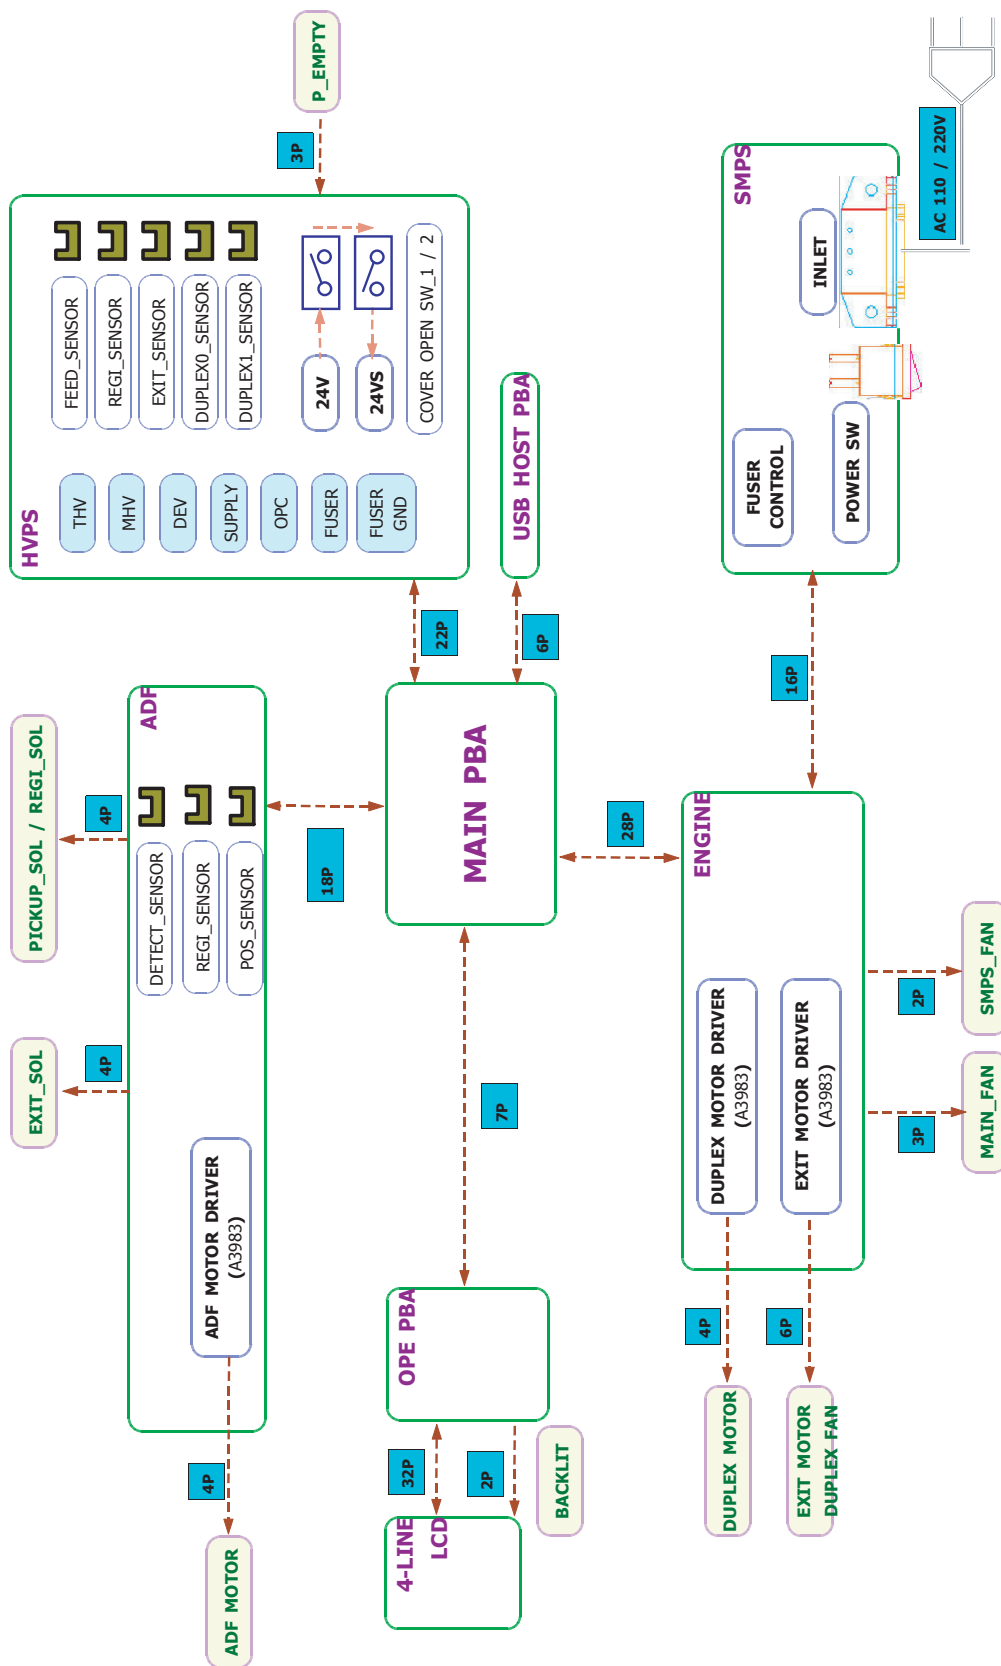 ADF MOTOR
4P
ADF MOTOR DRIVER
(A3983)
EXIT_SOL
4P
PICKUP_SOL / REGI_SOL
4P
DETECT_SENSOR
REGI_SENSOR
POS_SENSOR
ADF
18P
HVPS
THV
MHV
DEV
SUPPLY
OPC
FUSER
FUSER
GND
FEED_SENSOR
REGI_SENSOR
EXIT_SENSOR
DUPLEX0_SENSOR
DUPLEX1_SENSOR
24V
24VS
COVER OPEN SW_1 / 2
3P
P_EMPTY
22P
6P
USB HOST PBA
4-LINE
LCD
32P
2P
BACKLIT
OPE PBA
7P
MAIN PBA
28P
ENGINE
DUPLEX MOTOR DRIVER
(A3983)
EXIT MOTOR DRIVER
(A3983)
DUPLEX MOTOR
4P
EXIT MOTOR
DUPLEX FAN
6P
3P
MAIN_FAN
2P
SMPS_FAN
16P
SMPS
FUSER
CONTROL
POWER SW
INLET
AC 110 / 220V